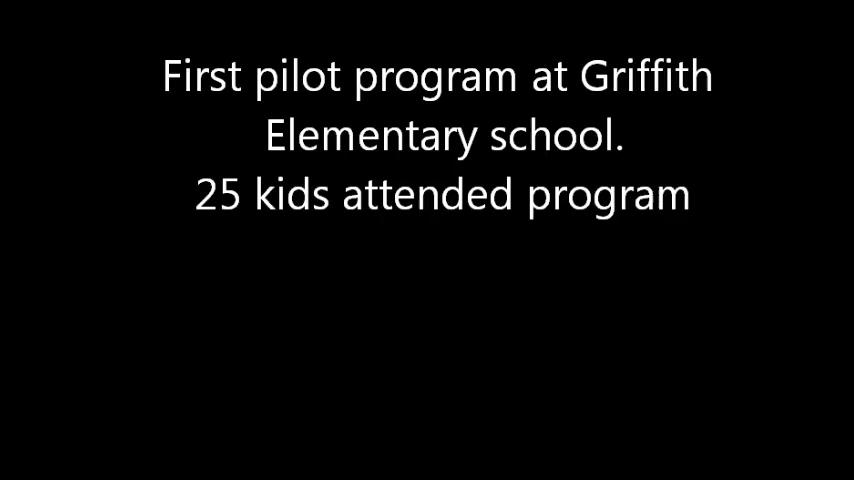 First pilot program at Griffith
Elementary school.
25 kids attended program